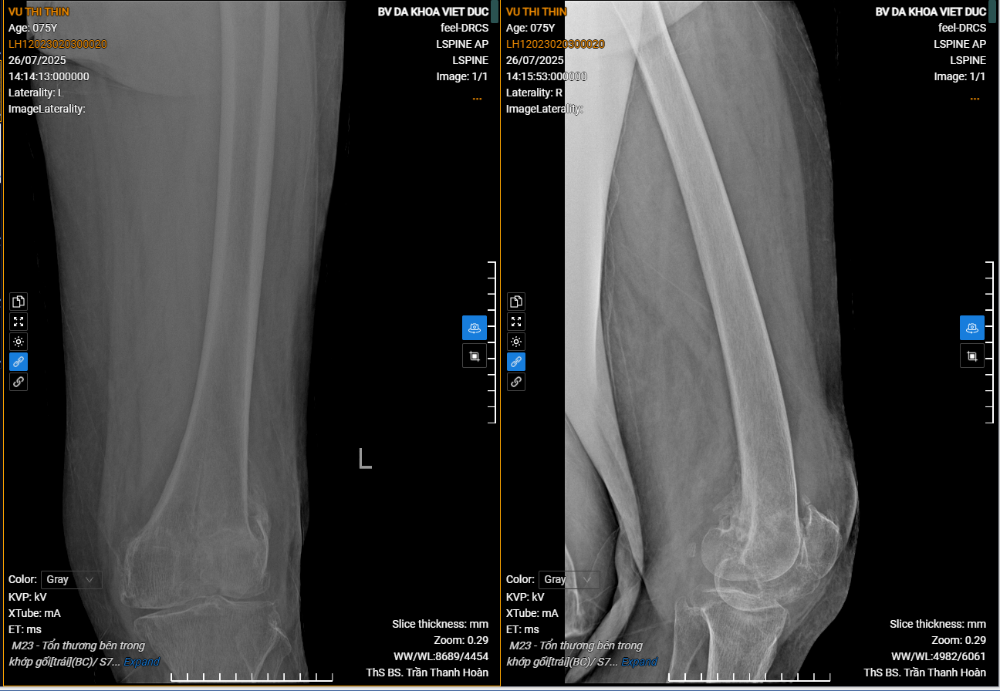 VU THI THIN
Age: 075Y
LH12023020300020
26/07/2025
14:14:13:000000
Laterality: L
ImageLaterality:
BV DA KHOA VIET DUC
feel-DRCS
LSPINE AP
LSPINE
Image: 1/1
...
L
Color: Gray
KVP: kV
XTube: mA
ET: ms
M23 - Tổn thương bên trong
khớp gối[trái](BC)/ S7... Expand
Slice thickness: mm
Zoom: 0.29
WW/WL:8689/4454
ThS BS. Trần Thanh Hoàn
VU THI THIN
Age: 075Y
LH12023020300020
26/07/2025
14:15:53:000000
Laterality: R
ImageLaterality:
BV DA KHOA VIET DUC
feel-DRCS
LSPINE AP
LSPINE
Image: 1/1
...
Color: Gray
KVP: kV
XTube: mA
ET: ms
M23 - Tổn thương bên trong
khớp gối[trái](BC)/ S7... Expand
Slice thickness: mm
Zoom: 0.29
WW/WL:4982/6061
ThS BS. Trần Thanh Hoàn